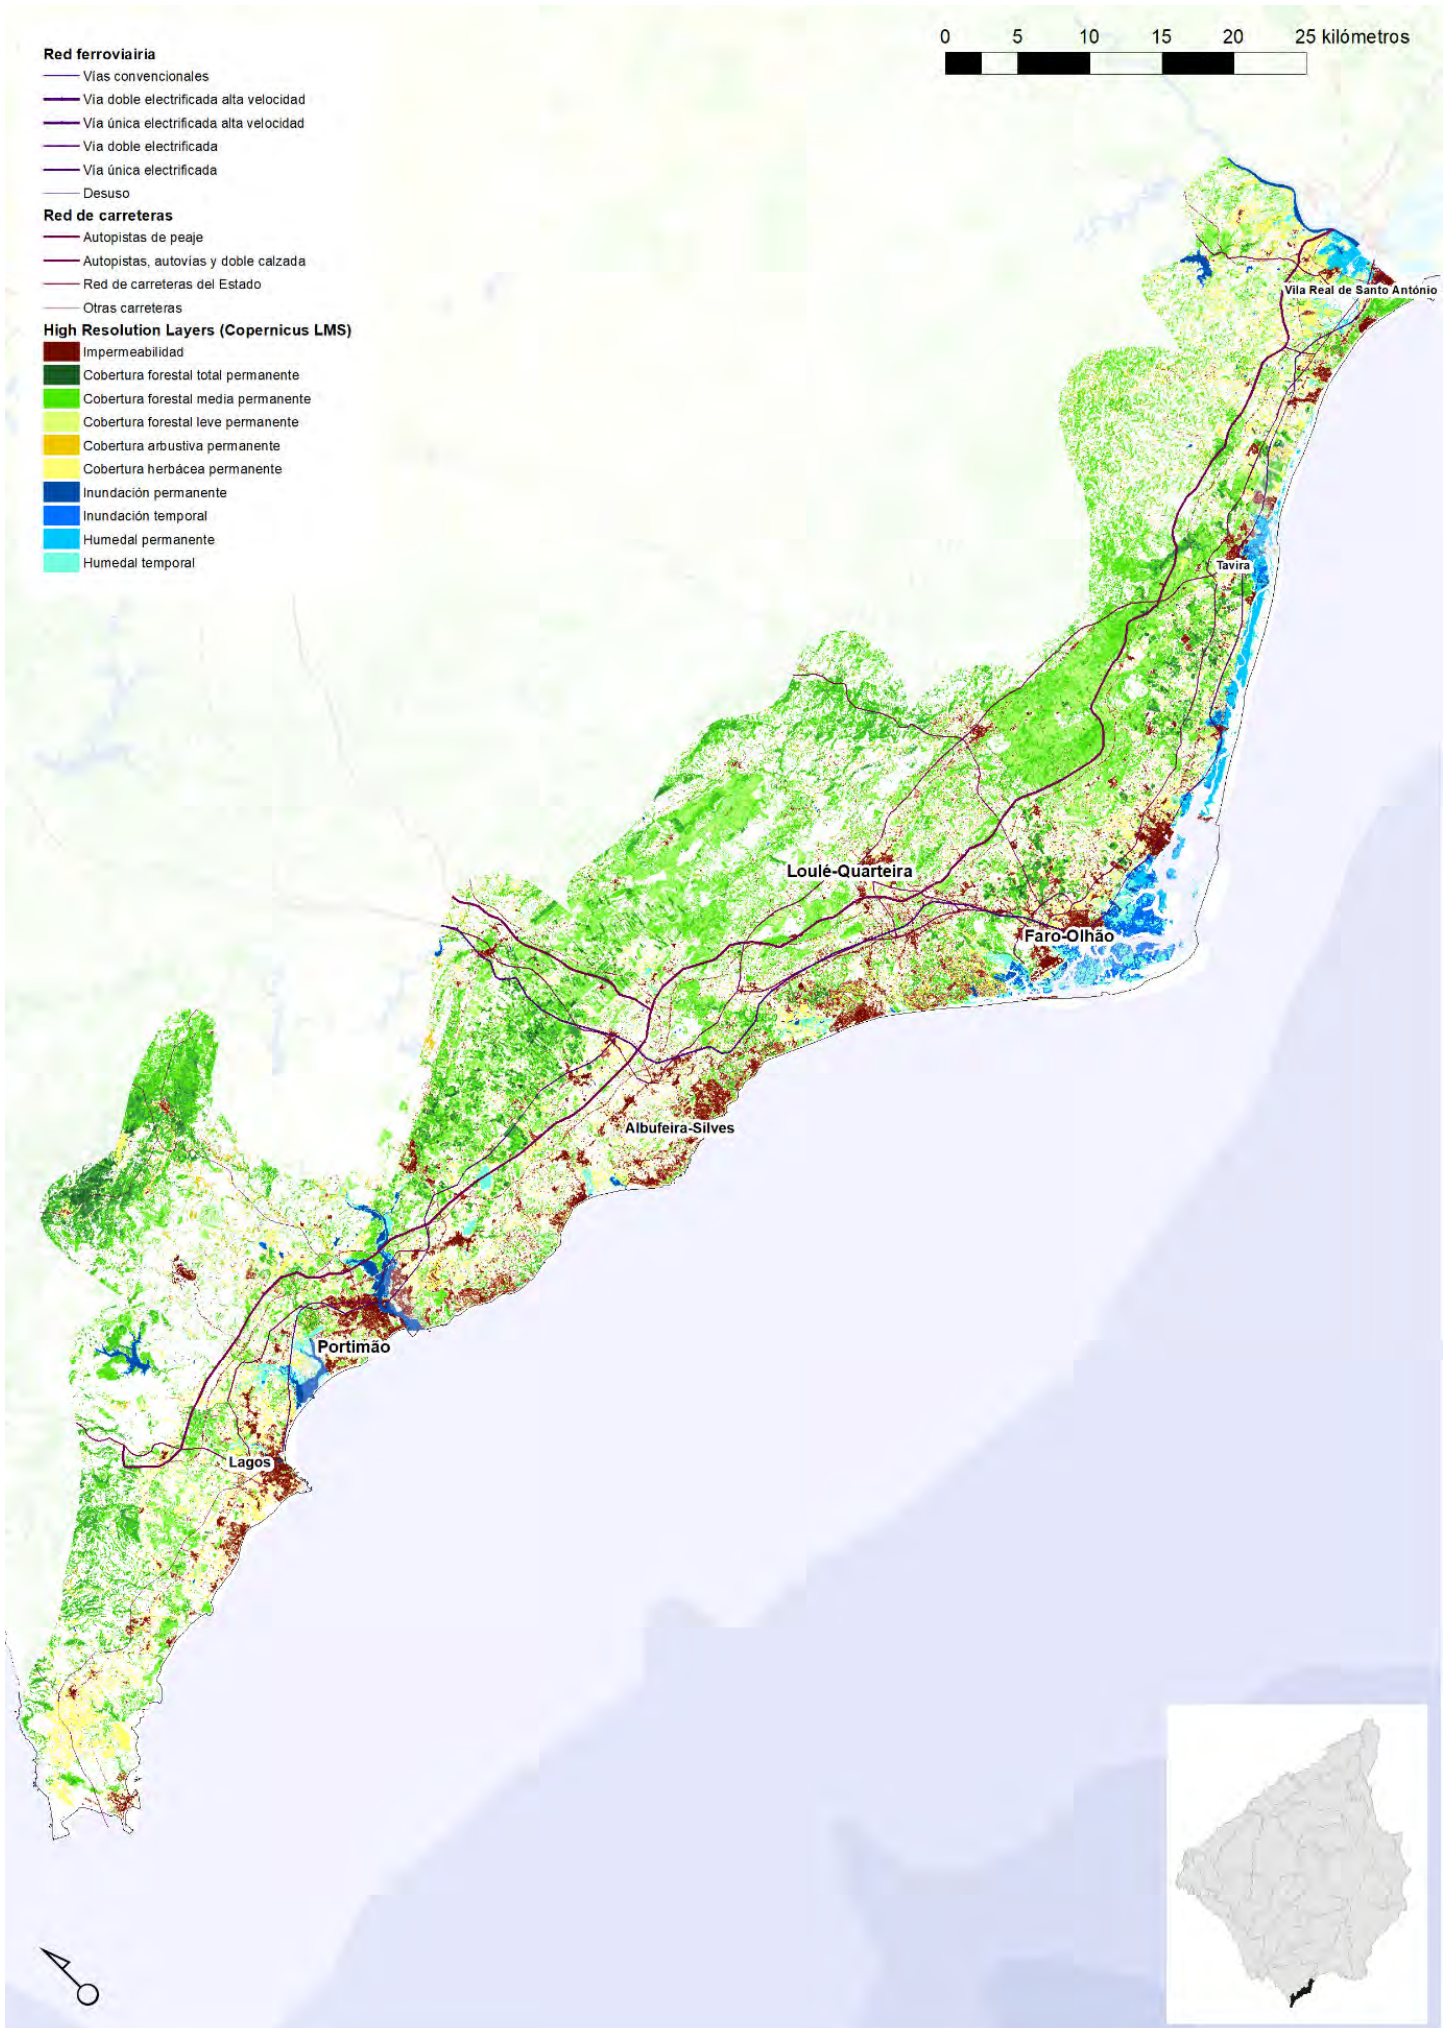 Red ferroviairia
Vías convencionales
Vía doble electrificada alta velocidad
Vía única electrificada alta velocidad
Vía doble electrificada
Vía única electrificada
Desuso
Red de carreteras
Autopistas de peaje
Autopistas, autovías y doble calzada
Red de carreteras del Estado
Otras carreteras
High Resolution Layers (Copernicus LMS)
Impermeabilidad
Cobertura forestal total permanente
Cobertura forestal media permanente
Cobertura forestal leve permanente
Cobertura arbustiva permanente
Cobertura herbácea permanente
Inundación permanente
Inundación temporal
Humedal permanente
Humedal temporal
0 5 10 15 20 25 kilómetros
Vila Real de Santo António
Tavira
Loulé-Quarteira
Faro-Olhão
Albufeira-Silves
Portimão
Lagos